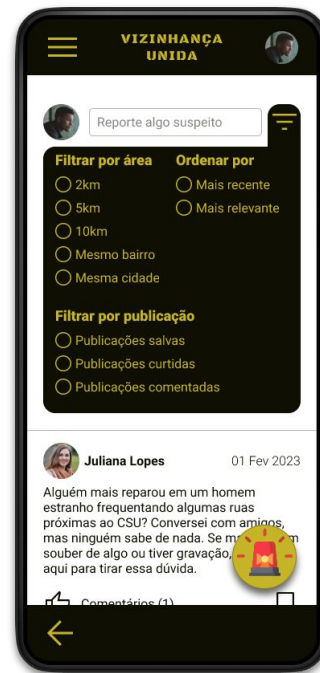 VIZINHANÇA
UNIDA
Reporte algo suspeito
Filtrar por área
Ordenar por
2km
Mais recente
5km
Mais relevante
10km
Mesmo bairro
Mesma cidade
Filtrar por publicação
Publicações salvas
Publicações curtidas
Publicações comentadas
Juliana Lopes
01 Fev 2023
Alguém mais reparou em um homem
estranho frequentando algumas ruas
próximas ao CSU? Conversei com amigos,
mas ninguém sabe de nada. Se
souber de algo ou tiver gravação,
aqui para tirar essa dúvida.
Comentários (1)